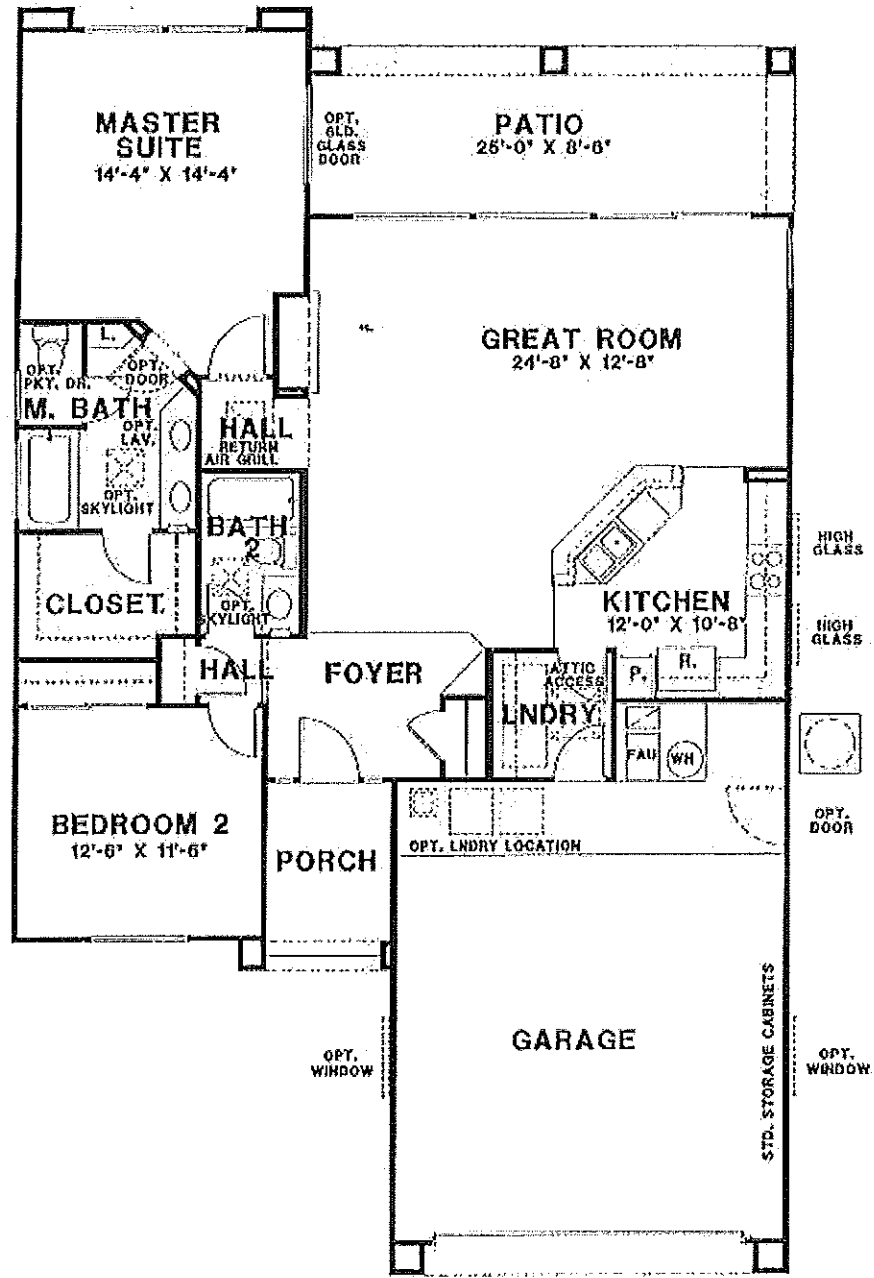 MASTER
SUITE
14'-4" X 14'-4"
OPT.
SLD.
GLASS
DOOR
PATIO
25'-0" X 8'-6"
GREAT ROOM
24'-8" X 12'-8"
L.
OPT.
PKT. DR.
OPT.
DOOR
M. BATH
OPT.
LAV.
OPT.
SKYLIGHT
HALL
RETURN
AIR GRILL
BATH
2
OPT.
SKYLIGHT
CLOSET
HALL
FOYER
KITCHEN
12'-0" X 10'-8"
HIGH
GLASS
HIGH
GLASS
P.
R.
ATTIC
ACCESS
LNDRY
FAU
WH
OPT.
DOOR
BEDROOM 2
12'-6" X 11'-6"
PORCH
OPT. LNDRY LOCATION
GARAGE
STD. STORAGE CABINETS
OPT.
WINDOW
OPT.
WINDOW